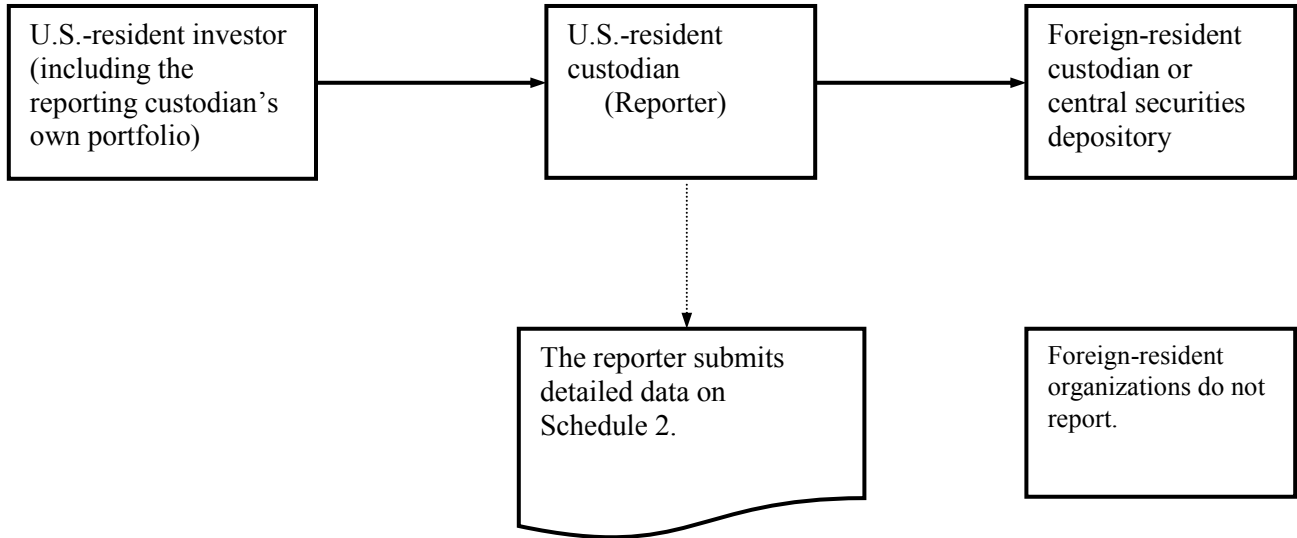 U.S.-resident investor
(including the
reporting custodian’s
own portfolio)
U.S.-resident
custodian
(Reporter)
Foreign-resident
custodian or
central securities
depository
The reporter submits
detailed data on
Schedule 2.
Foreign-resident
organizations do not
report.